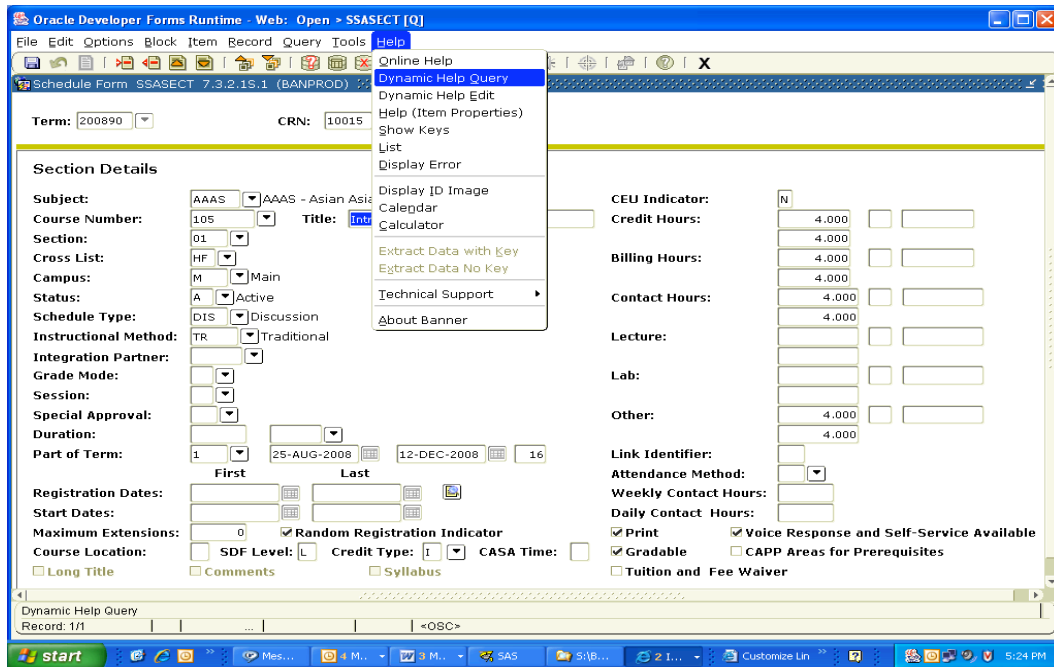 Oracle Developer Forms Runtime - Web: Open > SSASECT [Q]
File Edit Options Block Item Record Query Tools Help
Schedule Form SSASECT 7.3.2.1S.1 (BANPROD)
Online Help
Dynamic Help Query
Dynamic Help Edit
Help (Item Properties)
Show Keys
List
Display Error
Display ID Image
Calendar
Calculator
Extract Data with Key
Extract Data No Key
Technical Support
About Banner
Term: 200890 CRN: 10015
Section Details
Subject: AAAS AAAS - Asian Asia CEU Indicator: N
Course Number: 105 Title: Intr Credit Hours: 4.000
Section: 01 4.000
Cross List: HF Billing Hours: 4.000
Campus: M Main 4.000
Status: A Active Contact Hours: 4.000
Schedule Type: DIS Discussion 4.000
Instructional Method: TR Traditional Lecture:
Integration Partner:
Grade Mode: Lab:
Session:
Special Approval: Other: 4.000
Duration: 4.000
Part of Term: 1 25-AUG-2008 12-DEC-2008 16 Link Identifier:
First Last Attendance Method:
Registration Dates: Weekly Contact Hours:
Start Dates: Daily Contact Hours:
Maximum Extensions: 0 Random Registration Indicator Print Voice Response and Self-Service Available
Course Location: SDF Level: L Credit Type: I CASA Time: Gradable CAPP Areas for Prerequisites
Long Title Comments Syllabus Tuition and Fee Waiver
Dynamic Help Query
Record: 1/1 ... <OSC>
start Mes... 4 M.. 3 M.. SAS S:\B... 2 I... Customize Lin 5:24 PM